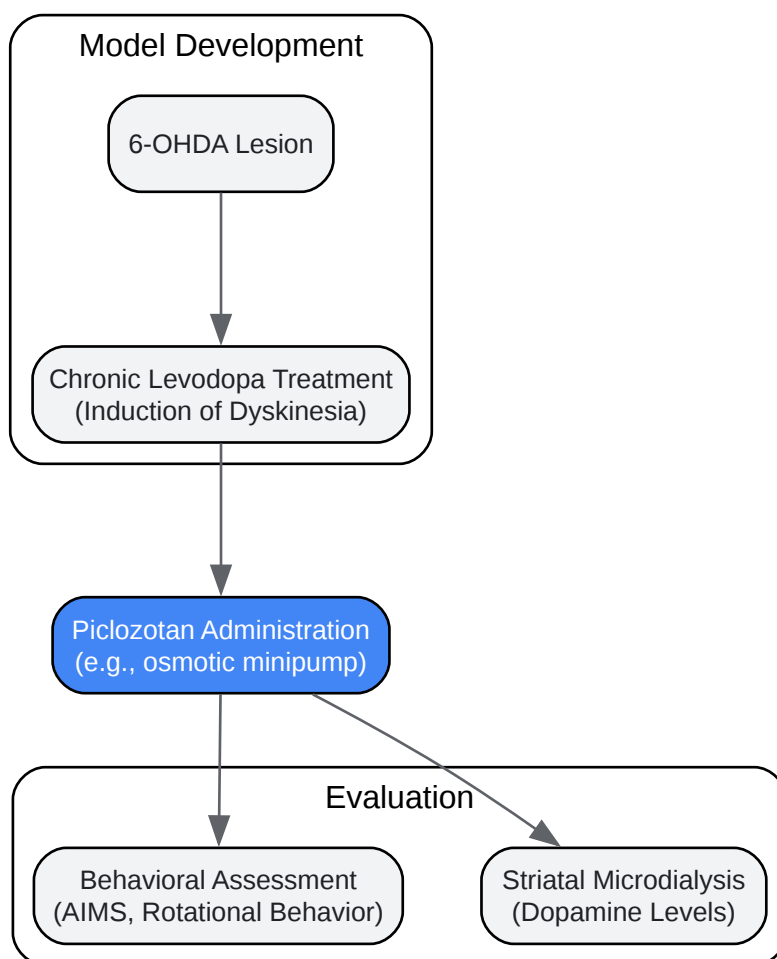 Model Development
6-OHDA Lesion
Chronic Levodopa Treatment
(Induction of Dyskinesia)
Piclozotan Administration
(e.g., osmotic minipump)
Evaluation
Behavioral Assessment
(AIMS, Rotational Behavior)
Striatal Microdialysis
(Dopamine Levels)